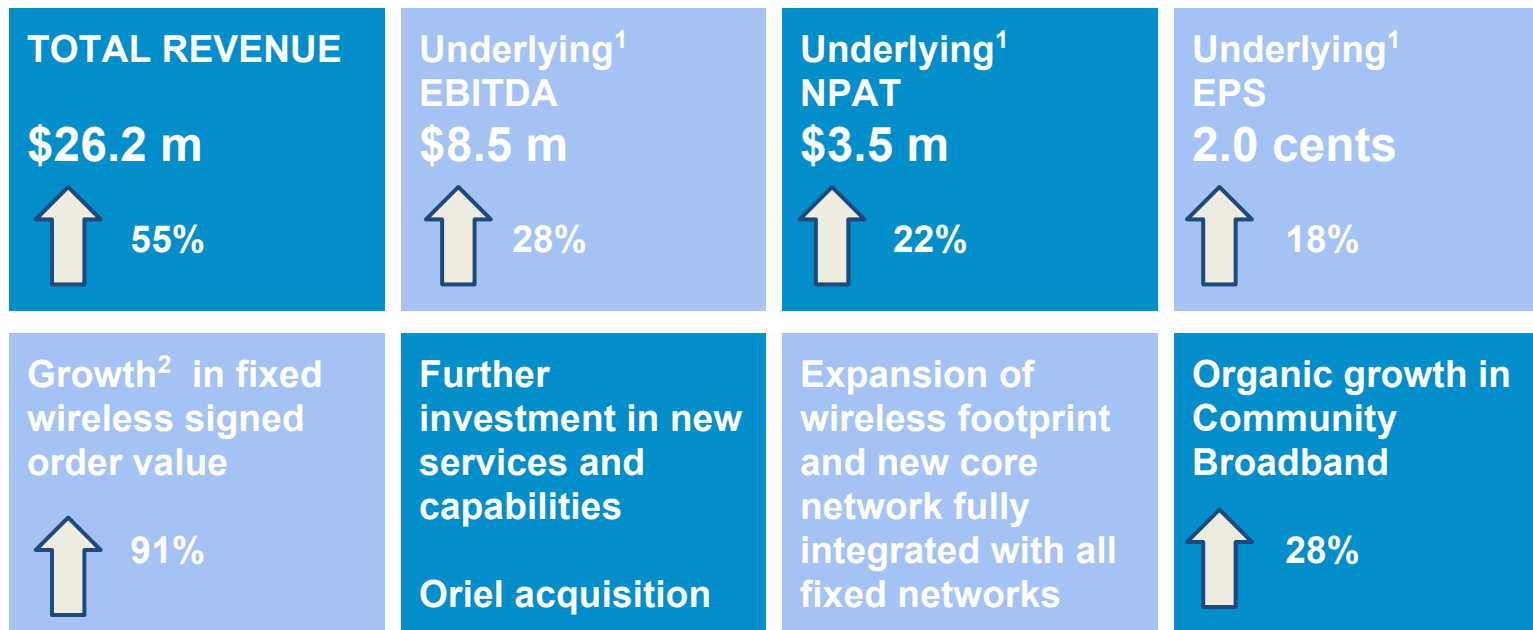 TOTAL REVENUE
$26.2 m
55%
Underlying¹
EBITDA
$8.5 m
28%
Underlying¹
NPAT
$3.5 m
22%
Underlying¹
EPS
2.0 cents
18%
Growth² in fixed
wireless signed
order value
91%
Further
investment in new
services and
capabilities
Oriel acquisition
Expansion of
wireless footprint
and new core
network fully
integrated with all
fixed networks
Organic growth in
Community
Broadband
28%